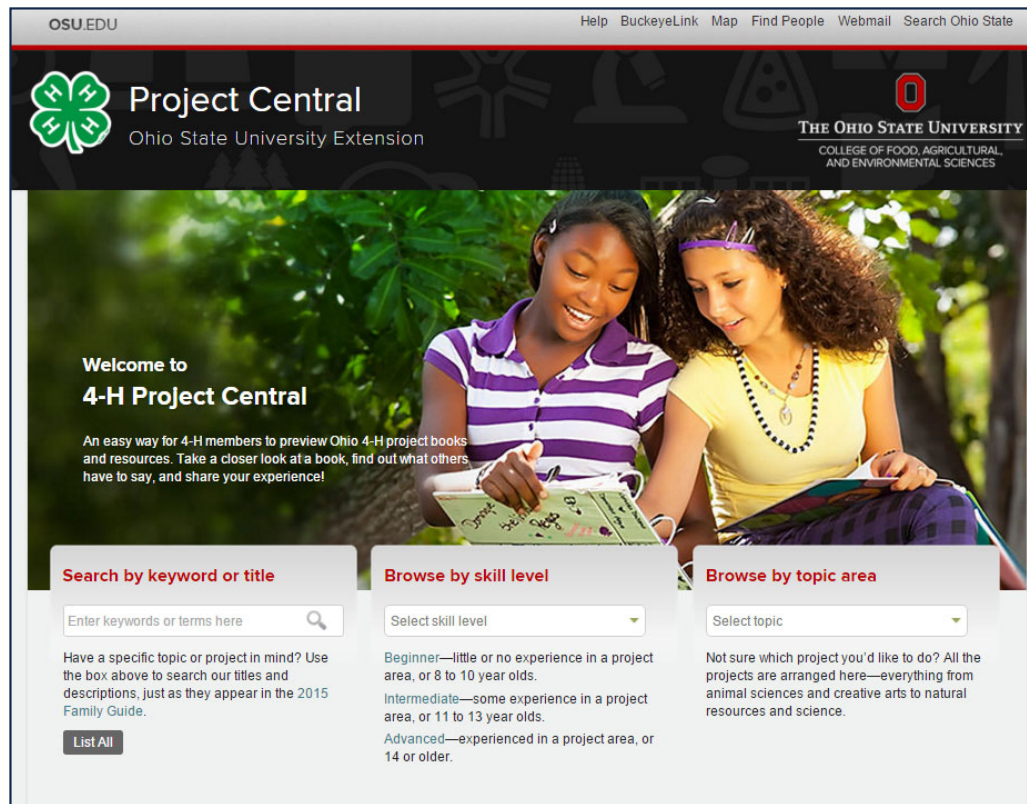 OSU.EDU
Help BuckeyeLink Map Find People Webmail Search Ohio State
H H H H
Project Central
Ohio State University Extension
O
THE OHIO STATE UNIVERSITY
COLLEGE OF FOOD, AGRICULTURAL,
AND ENVIRONMENTAL SCIENCES
Welcome to
4-H Project Central
An easy way for 4-H members to preview Ohio 4-H project books
and resources. Take a closer look at a book, find out what others
have to say, and share your experience!
Search by keyword or title
Enter keywords or terms here
Have a specific topic or project in mind? Use
the box above to search our titles and
descriptions, just as they appear in the 2015
Family Guide.
List All
Browse by skill level
Select skill level
Beginner—little or no experience in a project
area, or 8 to 10 year olds.
Intermediate—some experience in a project
area, or 11 to 13 year olds.
Advanced—experienced in a project area, or
14 or older.
Browse by topic area
Select topic
Not sure which project you'd like to do? All the
projects are arranged here—everything from
animal sciences and creative arts to natural
resources and science.